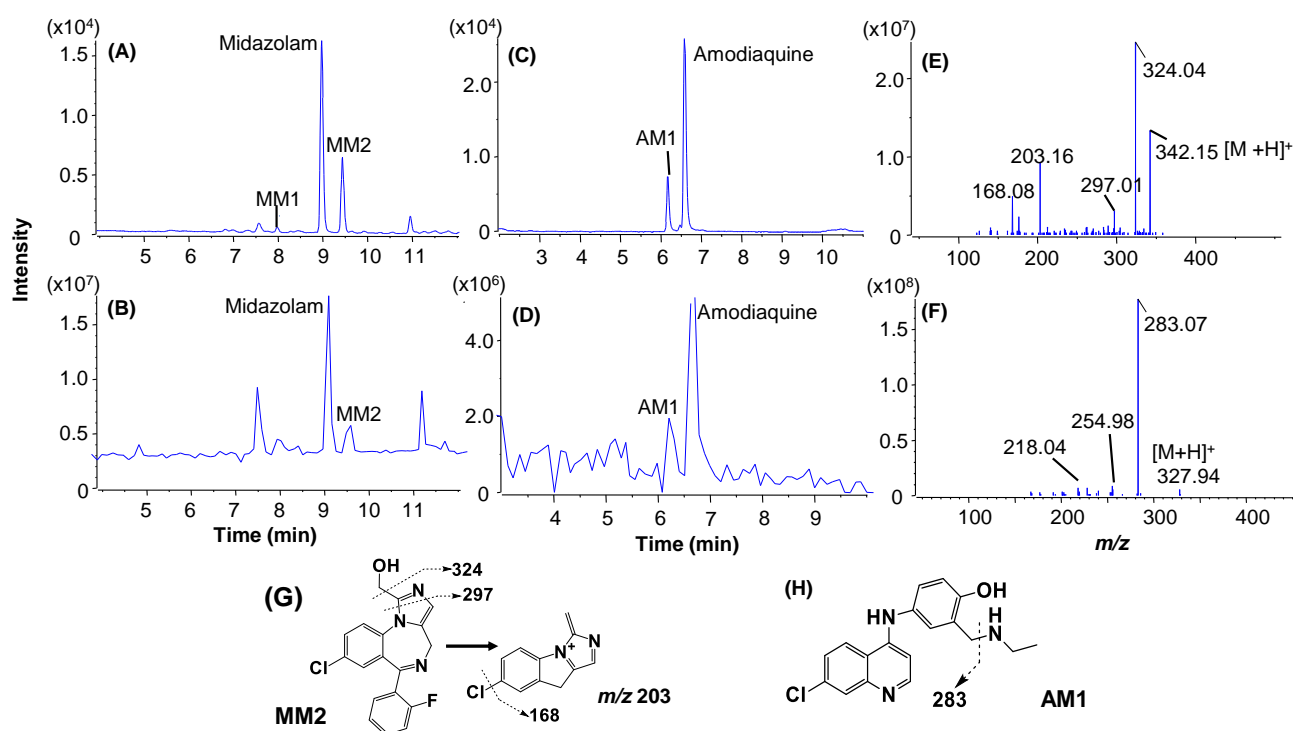 (x10⁴)
(A)
Midazolam
1.5
1.0
0.5
0
MM1
MM2
5 6 7 8 9 10 11
(x10⁴)
(C)
Amodiaquine
2.0
1.0
0
AM1
3 4 5 6 7 8 9 10
(x10⁷)
(E)
2.0
1.0
0
324.04
342.15 [M +H]⁺
203.16
168.08
297.01
100 200 300 400
Intensity
(x10⁷)
(B)
Midazolam
1.5
1.0
0.5
0
MM2
5 6 7 8 9 10 11
Time (min)
(x10⁶)
(D)
Amodiaquine
4.0
2.0
0
AM1
4 5 6 7 8 9
Time (min)
(x10⁸)
(F)
1.5
1.0
0.5
0
283.07
254.98
218.04
[M+H]⁺
327.94
100 200 300 400
m/z
(G)
OH
324
297
N
N
Cl
N
F
MM2
N
N⁺
Cl
168
m/z 203
(H)
OH
HN
H
N
Cl
N
283
AM1